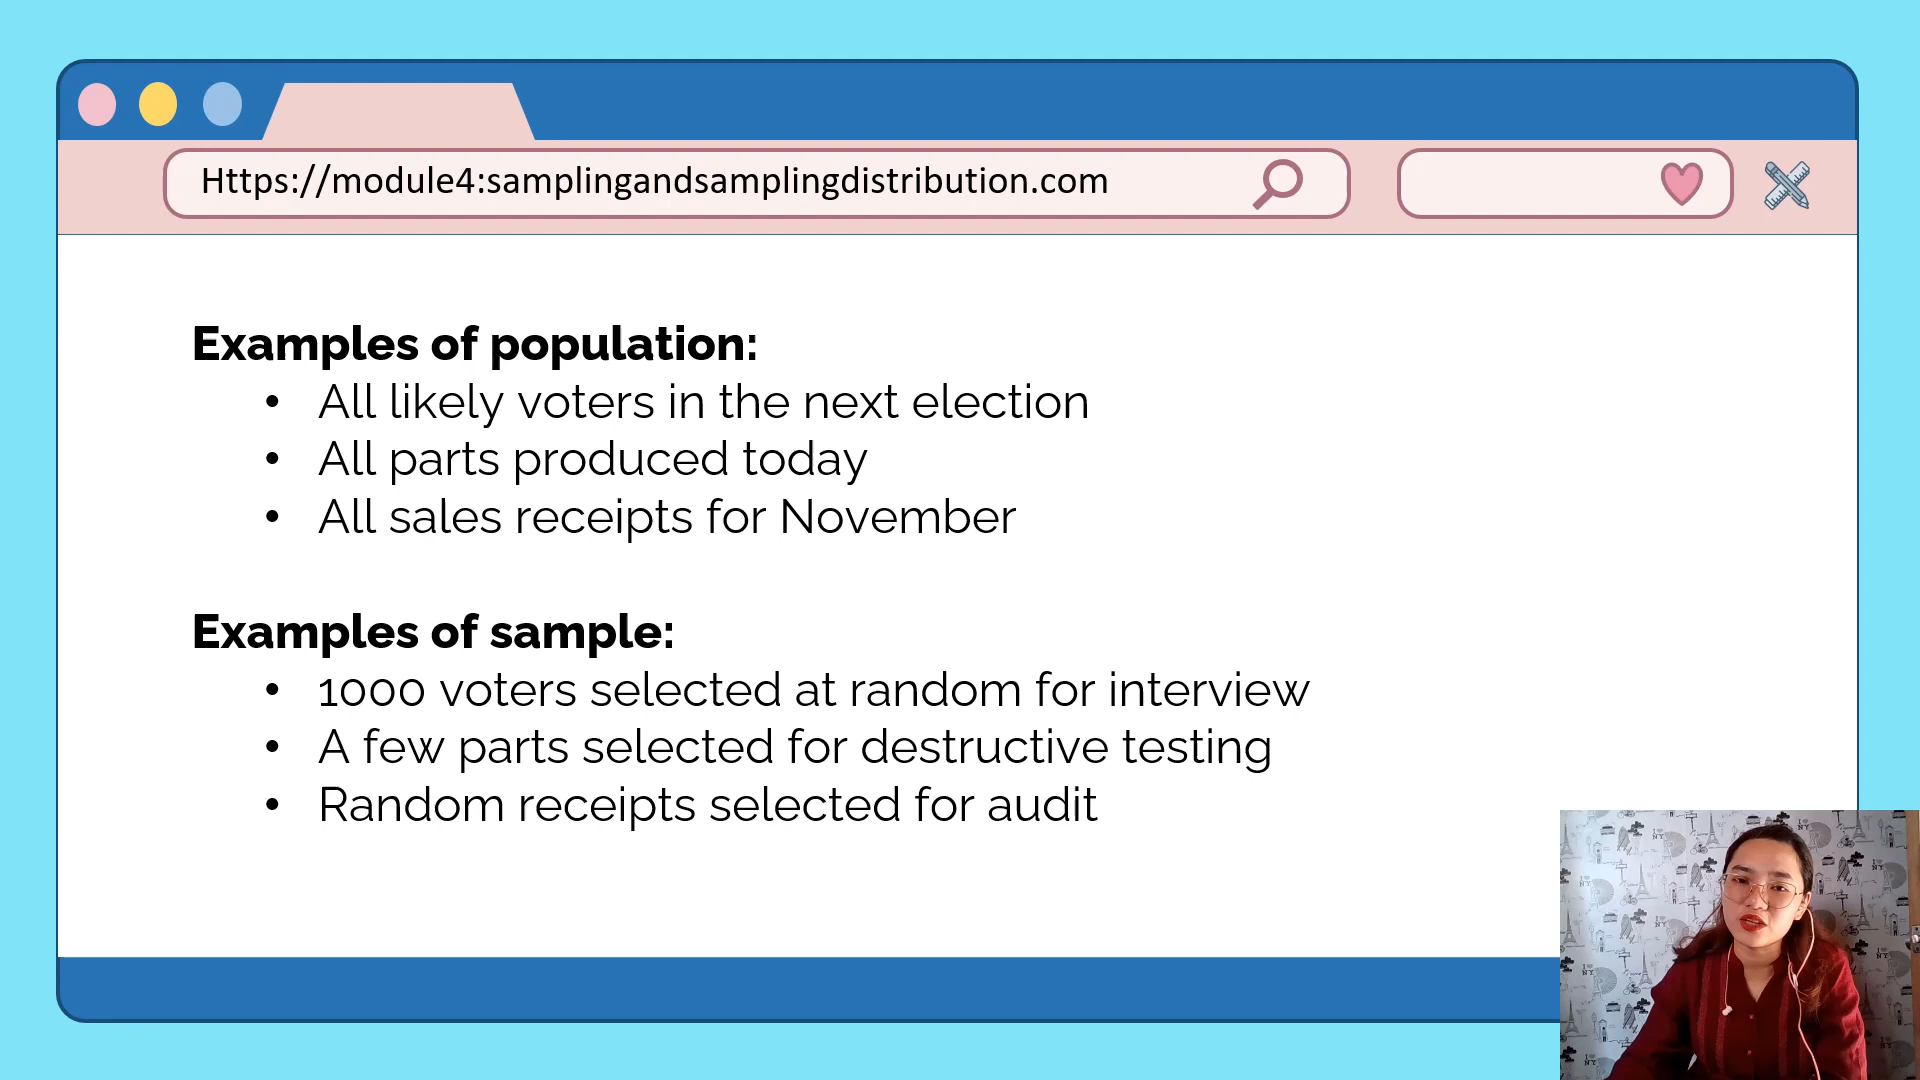 Https://module4:samplingandsamplingdistribution.com
Examples of population:
• All likely voters in the next election
• All parts produced today
• All sales receipts for November
Examples of sample:
• 1000 voters selected at random for interview
• A few parts selected for destructive testing
• Random receipts selected for audit